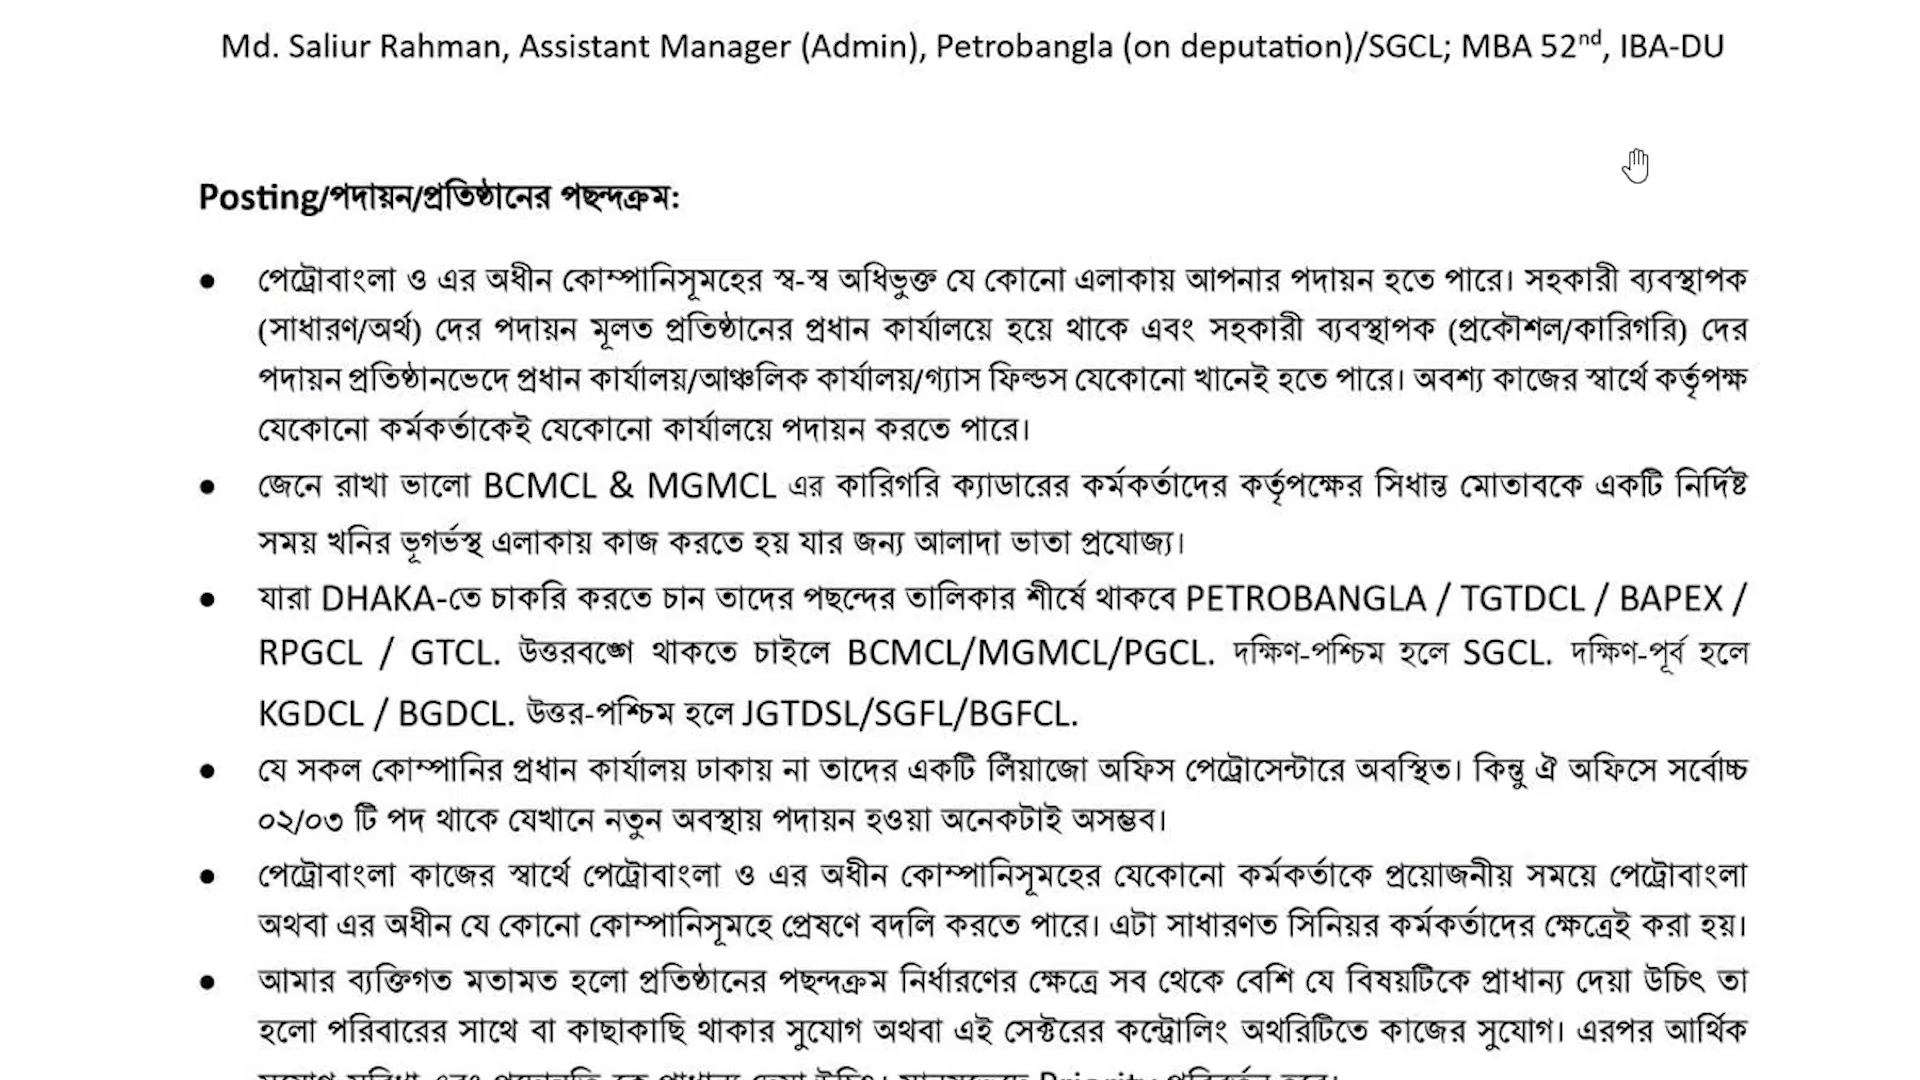 Md. Saliur Rahman, Assistant Manager (Admin), Petrobangla (on deputation)/SGCL; MBA 52nd, IBA-DU
Posting/পদায়ন/প্রতিষ্ঠানের পছন্দক্রম:
● পেট্রোবাংলা ও এর অধীন কোম্পানিসূমহের স্ব-স্ব অধিভুক্ত যে কোনো এলাকায় আপনার পদায়ন হতে পারে। সহকারী ব্যবস্থাপক
(সাধারণ/অর্থ) দের পদায়ন মূলত প্রতিষ্ঠানের প্রধান কার্যালয়ে হয়ে থাকে এবং সহকারী ব্যবস্থাপক (প্রকৌশল/কারিগরি) দের
পদায়ন প্রতিষ্ঠানভেদে প্রধান কার্যালয়/আঞ্চলিক কার্যালয়/গ্যাস ফিল্ডস যেকোনো খানেই হতে পারে। অবশ্য কাজের স্বার্থে কর্তৃপক্ষ
যেকোনো কর্মকর্তাকেই যেকোনো কার্যালয়ে পদায়ন করতে পারে।
● জেনে রাখা ভালো BCMCL & MGMCL এর কারিগরি ক্যাডারের কর্মকর্তাদের কর্তৃপক্ষের সিধান্ত মোতাবকে একটি নির্দিষ্ট
সময় খনির ভূগর্ভস্থ এলাকায় কাজ করতে হয় যার জন্য আলাদা ভাতা প্রযোজ্য।
● যারা DHAKA-তে চাকরি করতে চান তাদের পছন্দের তালিকার শীর্ষে থাকবে PETROBANGLA / TGTDCL / BAPEX /
RPGCL / GTCL. উত্তরবঙ্গে থাকতে চাইলে BCMCL/MGMCL/PGCL. দক্ষিণ-পশ্চিম হলে SGCL. দক্ষিণ-পূর্ব হলে
KGDCL / BGDCL. উত্তর-পশ্চিম হলে JGTDSL/SGFL/BGFCL.
● যে সকল কোম্পানির প্রধান কার্যালয় ঢাকায় না তাদের একটি লিঁয়াজো অফিস পেট্রোসেন্টারে অবস্থিত। কিন্তু ঐ অফিসে সর্বোচ্চ
০২/০৩ টি পদ থাকে যেখানে নতুন অবস্থায় পদায়ন হওয়া অনেকটাই অসম্ভব।
● পেট্রোবাংলা কাজের স্বার্থে পেট্রোবাংলা ও এর অধীন কোম্পানিসূমহের যেকোনো কর্মকর্তাকে প্রয়োজনীয় সময়ে পেট্রোবাংলা
অথবা এর অধীন যে কোনো কোম্পানিসূমহে প্রেষণে বদলি করতে পারে। এটা সাধারণত সিনিয়র কর্মকর্তাদের ক্ষেত্রেই করা হয়।
● আমার ব্যক্তিগত মতামত হলো প্রতিষ্ঠানের পছন্দক্রম নির্ধারণের ক্ষেত্রে সব থেকে বেশি যে বিষয়টিকে প্রাধান্য দেয়া উচিৎ তা
হলো পরিবারের সাথে বা কাছাকাছি থাকার সুযোগ অথবা এই সেক্টরের কন্ট্রোলিং অথরিটিতে কাজের সুযোগ। এরপর আর্থিক